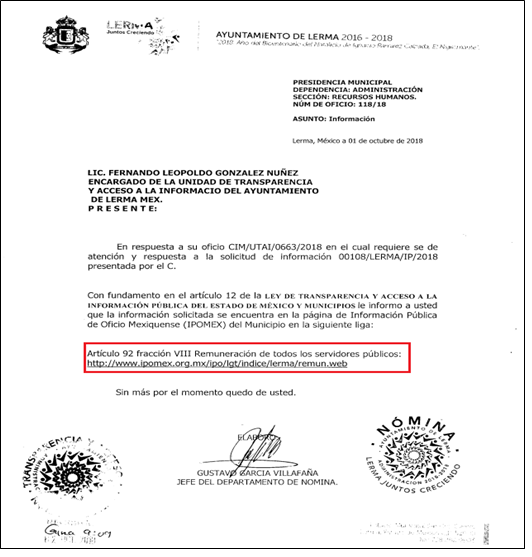 LERMA
Juntos Creciendo
AYUNTAMIENTO DE LERMA 2016 - 2018
"2018. Año del Bicentenario del Natalicio de Ignacio Ramírez Calzada, El Nigromante".
PRESIDENCIA MUNICIPAL
DEPENDENCIA: ADMINISTRACIÓN
SECCIÓN: RECURSOS HUMANOS.
NÚM DE OFICIO: 118/18
ASUNTO: Información
Lerma, México a 01 de octubre de 2018
LIC. FERNANDO LEOPOLDO GONZALEZ NUÑEZ
ENCARGADO DE LA UNIDAD DE TRANSPARENCIA
Y ACCESO A LA INFORMACIO DEL AYUNTAMIENTO
DE LERMA MEX.
P R E S E N T E:
En respuesta a su oficio CIM/UTAI/0663/2018 en el cual requiere se de
atención y respuesta a la solicitud de información 00108/LERMA/IP/2018
presentada por el C.
Con fundamento en el artículo 12 de la LEY DE TRANSPARENCIA Y ACCESO A LA
INFORMACIÓN PÚBLICA DEL ESTADO DE MÉXICO Y MUNICIPIOS le informo a usted
que la información solicitada se encuentra en la página de Información Pública
de Oficio Mexiquense (IPOMEX) del Municipio en la siguiente liga:
Artículo 92 fracción VIII Remuneración de todos los servidores públicos:
http://www.ipomex.org.mx/ipo/lgt/indice/lerma/remun.web
Sin más por el momento quedo de usted.
ELABORÓ
GUSTAVO GARCIA VILLAFAÑA
JEFE DEL DEPARTAMENTO DE NOMINA.
NÓMINA
AYUNTAMIENTO DE LERMA
ADMINISTRACIÓN 2016-2018
LERMA JUNTOS CRECIENDO
TRANSPARENCIA Y
9:09